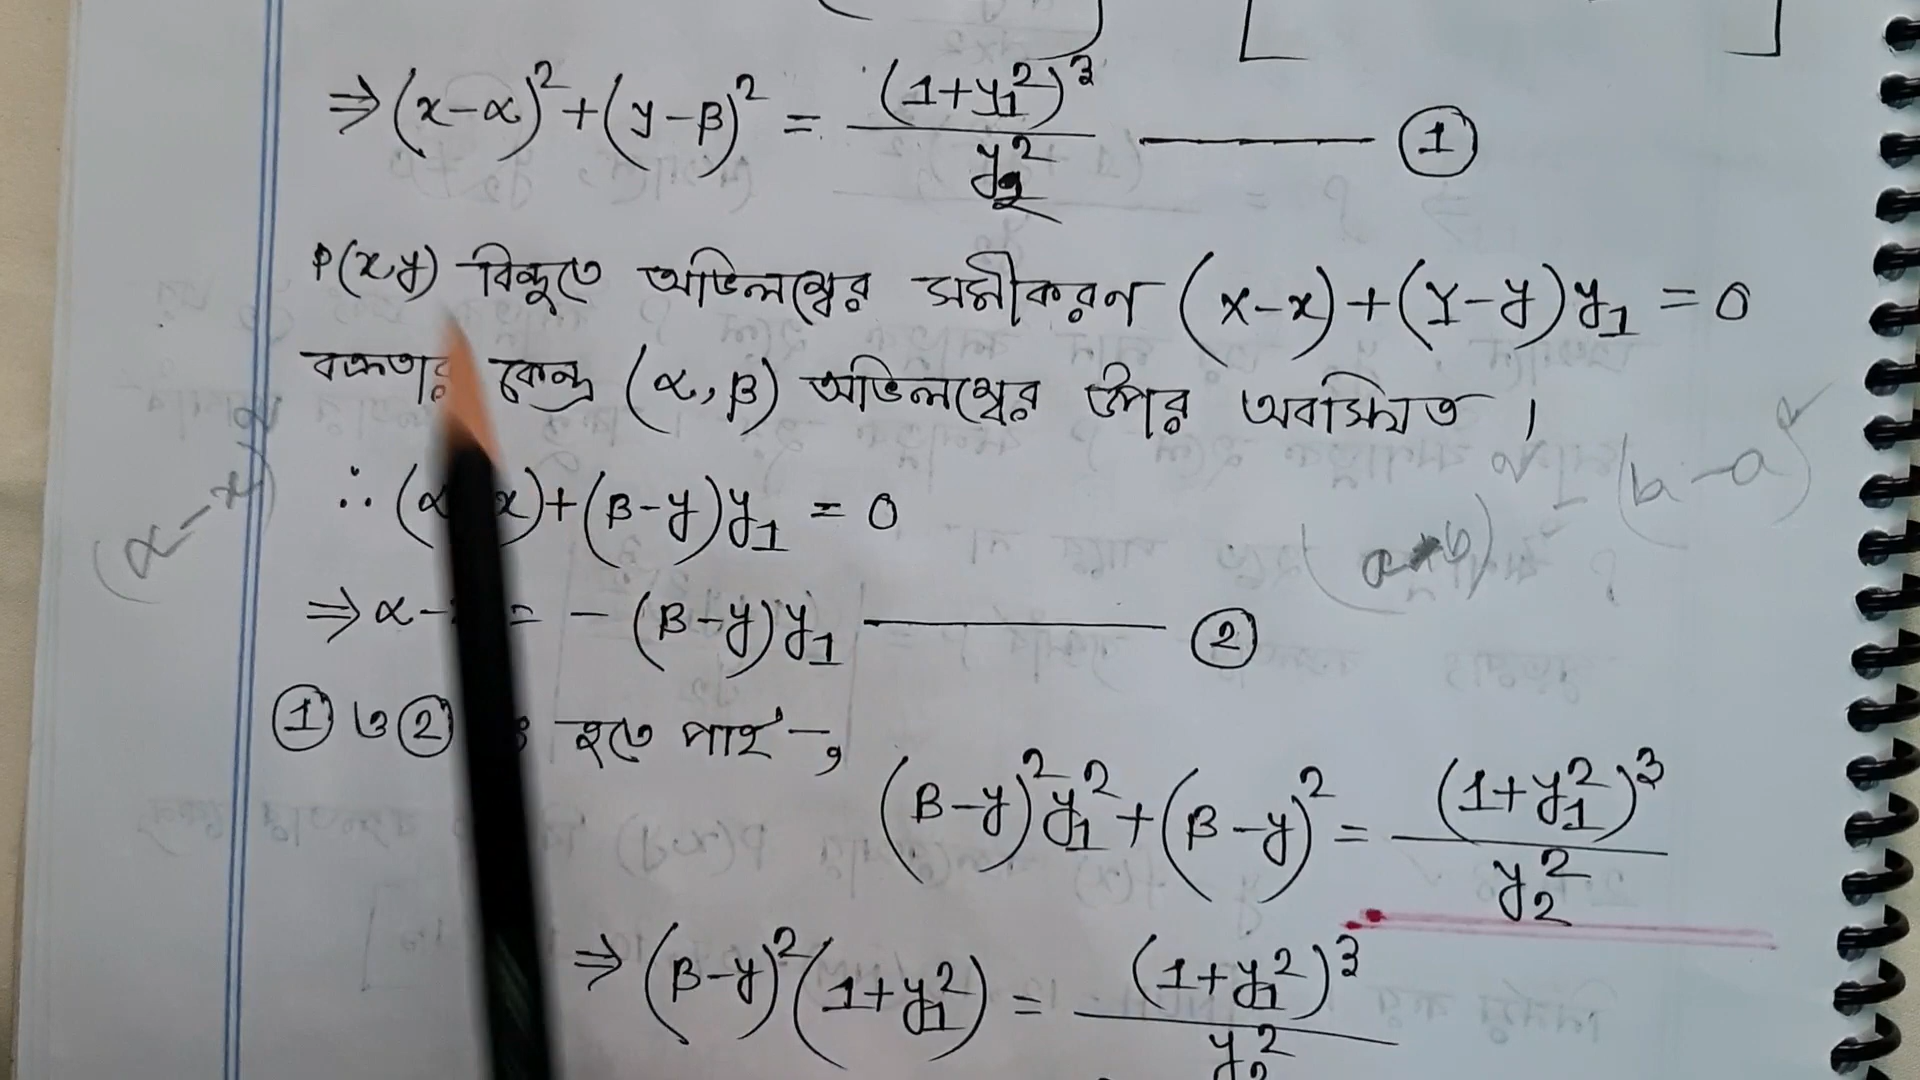 ⇒ (x-α)² + (y-β)² = (1+y₁²)³ / y₂² ——— ①
P(x,y) বিন্দুতে অভিলম্বের সমীকরণ (X-x)+(Y-y)y₁ = 0
বক্রতার কেন্দ্র (α,β) অভিলম্বের উপর অবস্থিত ।
(α-x)
(a-b)² = (b-a)²
∴ (α x)+(β-y)y₁ = 0
⇒ α- = -(β-y)y₁ ——— ②
① ও ② হতে পাই -,
(β-y)²y₁² + (β-y)² = (1+y₁²)³ / y₂²
⇒ (β-y)²(1+y₁²) = (1+y₁²)³ / y₂²